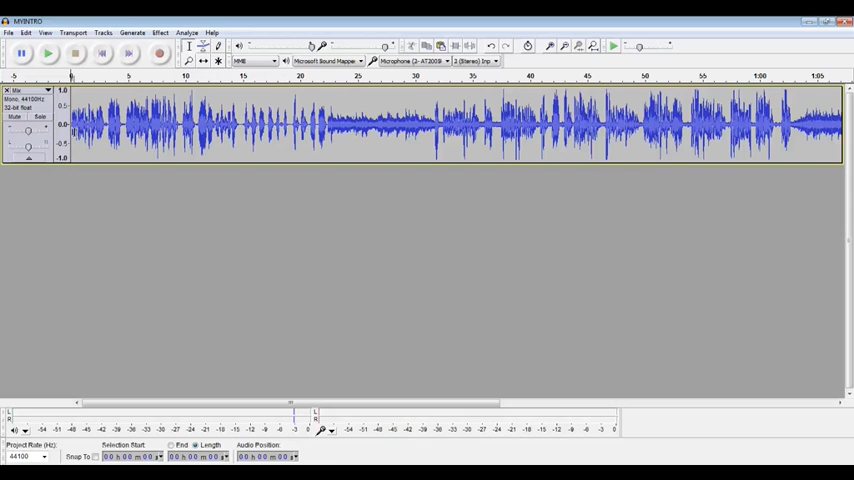 MYINTRO
File Edit View Transport Tracks Generate Effect Analyze Help
MME Microsoft Sound Mappe Microphone (2- AT2005 2 (Stereo) Inp
-5 0 5 10 15 20 25 30 35 40 45 50 55 1:00 1:05
Mix
Mono, 44100Hz
32-bit float
Mute Solo
- +
L R
1.0
0.5
0.0
-0.5
-1.0
L
R
-54 -51 -48 -45 -42 -39 -36 -33 -30 -27 -24 -21 -18 -15 -12 -9 -6 -3 0
L
R
-54 -51 -48 -45 -42 -39 -36 -33 -30 -27 -24 -21 -18 -15 -12 -9 -6 -3 0
Project Rate (Hz): Selection Start End Length Audio Position:
44100 Snap To 00 h 00 m 00 s 00 h 00 m 00 s 00 h 00 m 00 s